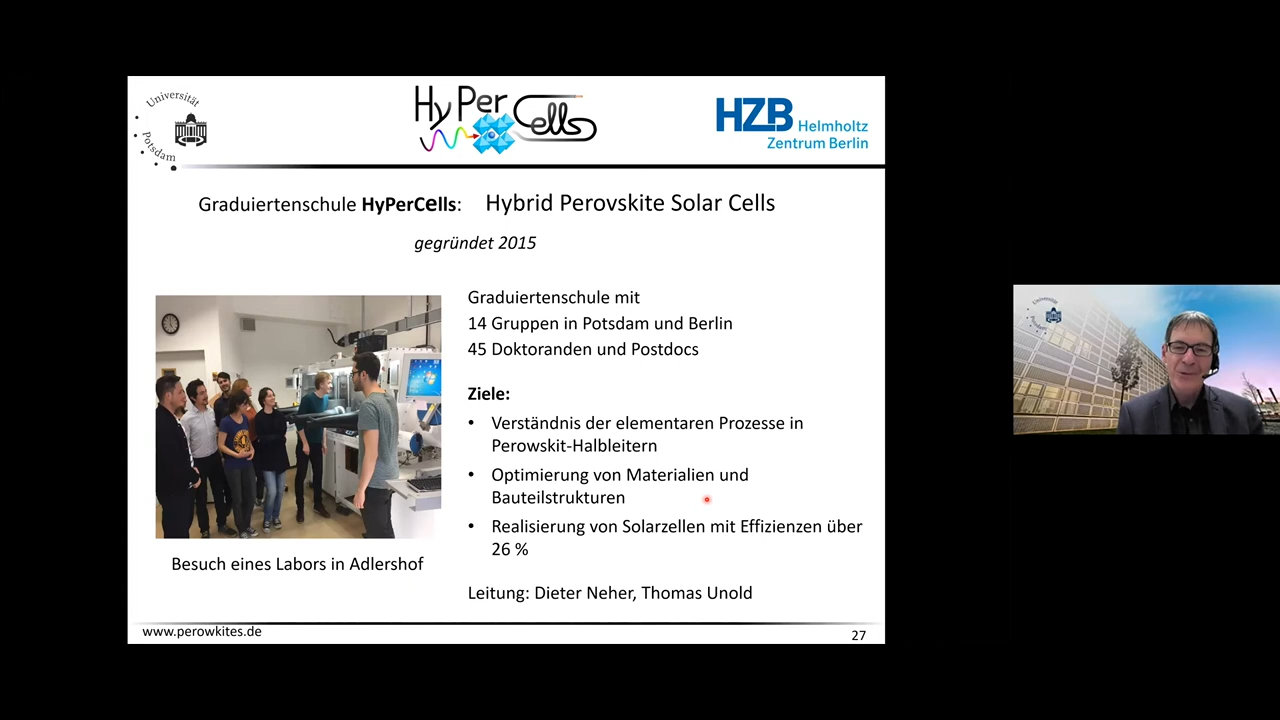 Universität
Potsdam
HyPerCells
HZB Helmholtz
Zentrum Berlin
Graduiertenschule HyPerCells: Hybrid Perovskite Solar Cells
gegründet 2015
Graduiertenschule mit
14 Gruppen in Potsdam und Berlin
45 Doktoranden und Postdocs
Ziele:
• Verständnis der elementaren Prozesse in
Perowskit-Halbleitern
• Optimierung von Materialien und
Bauteilstrukturen
• Realisierung von Solarzellen mit Effizienzen über
26 %
Besuch eines Labors in Adlershof
Leitung: Dieter Neher, Thomas Unold
www.perowkites.de
27
Universität